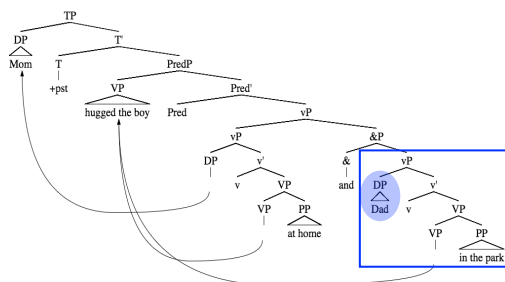 TP
DP T'
Mom T PredP
+pst VP Pred'
hugged the boy Pred vP
vP &P
DP v' & vP
v VP and DP v'
VP PP Dad v VP
at home VP PP
in the park